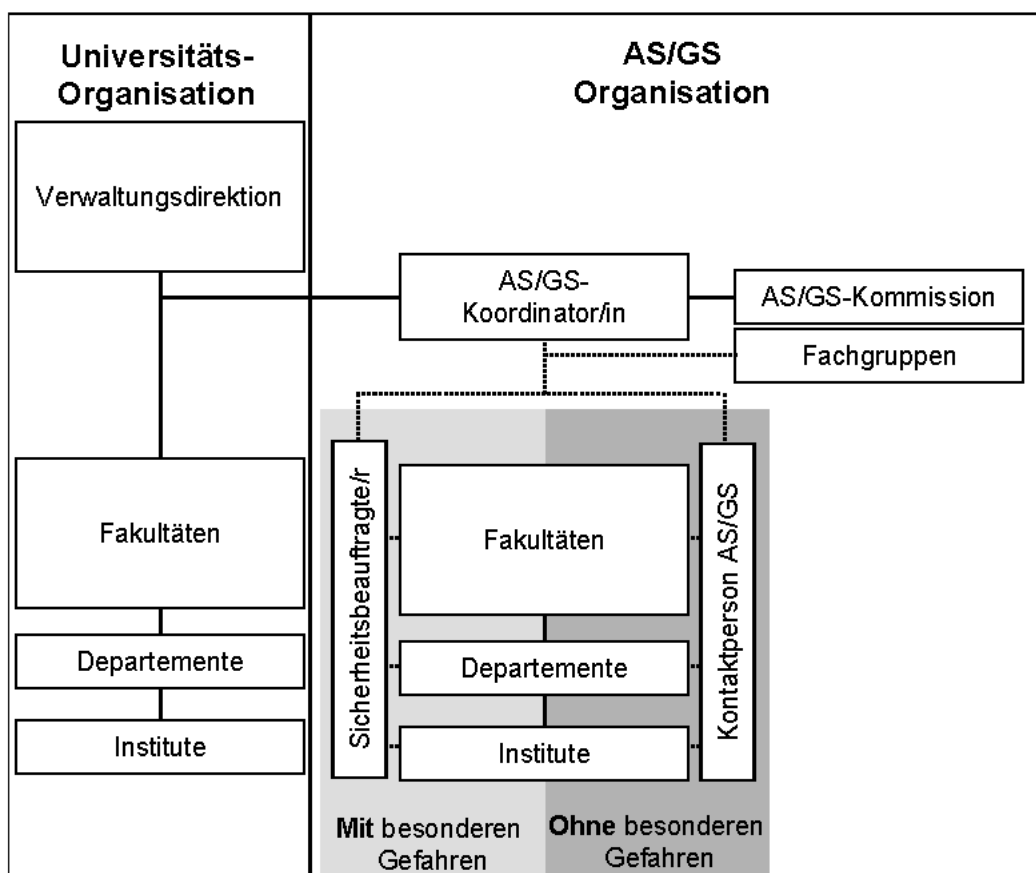 Universitäts-
Organisation
AS/GS
Organisation
Verwaltungsdirektion
AS/GS-
Koordinator/in
AS/GS-Kommission
Fachgruppen
Fakultäten
Departemente
Institute
Sicherheitsbeauftragte/r
Fakultäten
Departemente
Institute
Kontaktperson AS/GS
Mit besonderen
Gefahren
Ohne besonderen
Gefahren